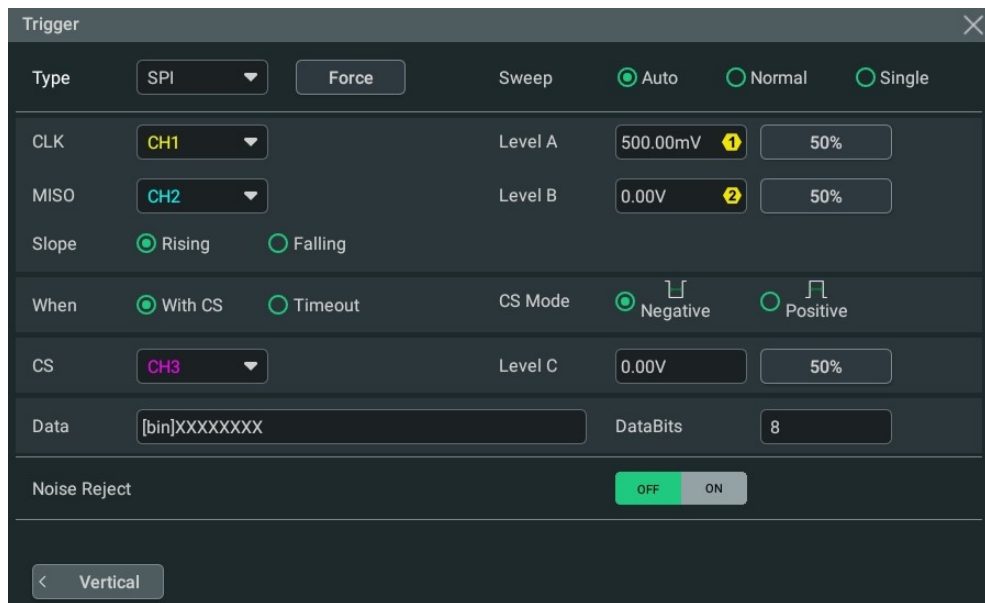 Trigger
Type SPI Force Sweep Auto Normal Single
CLK CH1 Level A 500.00mV 1 50%
MISO CH2 Level B 0.00V 2 50%
Slope Rising Falling
When With CS Timeout CS Mode Negative Positive
CS CH3 Level C 0.00V 50%
Data [bin]XXXXXXXX DataBits 8
Noise Reject OFF ON
< Vertical